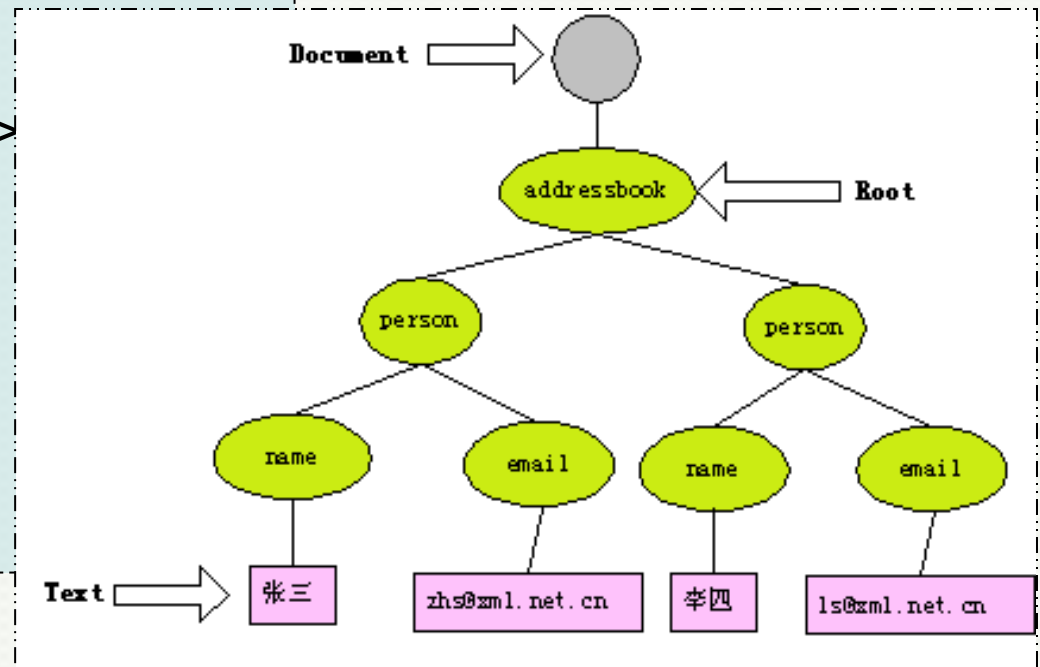 Document
>
addressbook
Root
person
person
name
email
name
email
Text
张三
zhs@xml.net.cn
李四
ls@xml.net.cn